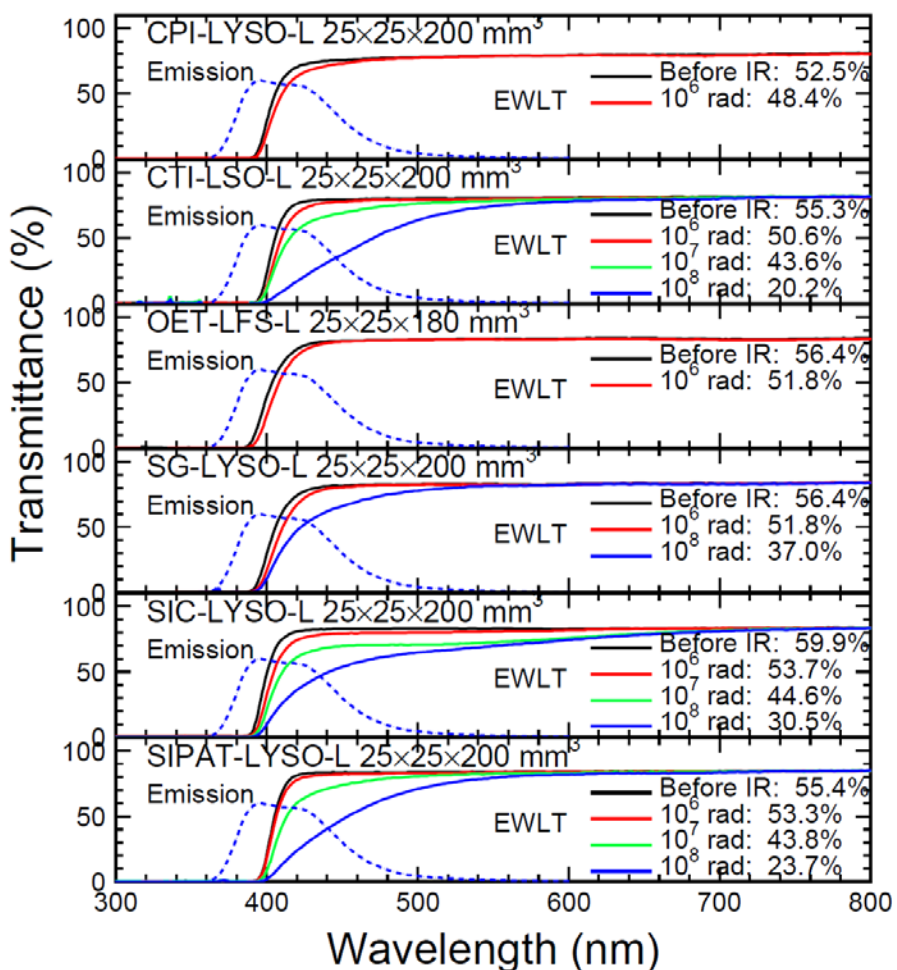 Transmittance (%)
100
CPI-LYSO-L 25×25×200 mm³
Emission
EWLT
Before IR: 52.5%
10⁶ rad: 48.4%
50
0
100
CTI-LSO-L 25×25×200 mm³
Emission
EWLT
Before IR: 55.3%
10⁶ rad: 50.6%
10⁷ rad: 43.6%
10⁸ rad: 20.2%
50
0
100
OET-LFS-L 25×25×180 mm³
Emission
EWLT
Before IR: 56.4%
10⁶ rad: 51.8%
50
0
100
SG-LYSO-L 25×25×200 mm³
Emission
EWLT
Before IR: 56.4%
10⁶ rad: 51.8%
10⁸ rad: 37.0%
50
0
100
SIC-LYSO-L 25×25×200 mm³
Emission
EWLT
Before IR: 59.9%
10⁶ rad: 53.7%
10⁷ rad: 44.6%
10⁸ rad: 30.5%
50
0
100
SIPAT-LYSO-L 25×25×200 mm³
Emission
EWLT
Before IR: 55.4%
10⁶ rad: 53.3%
10⁷ rad: 43.8%
10⁸ rad: 23.7%
50
0
300 400 500 600 700 800
Wavelength (nm)